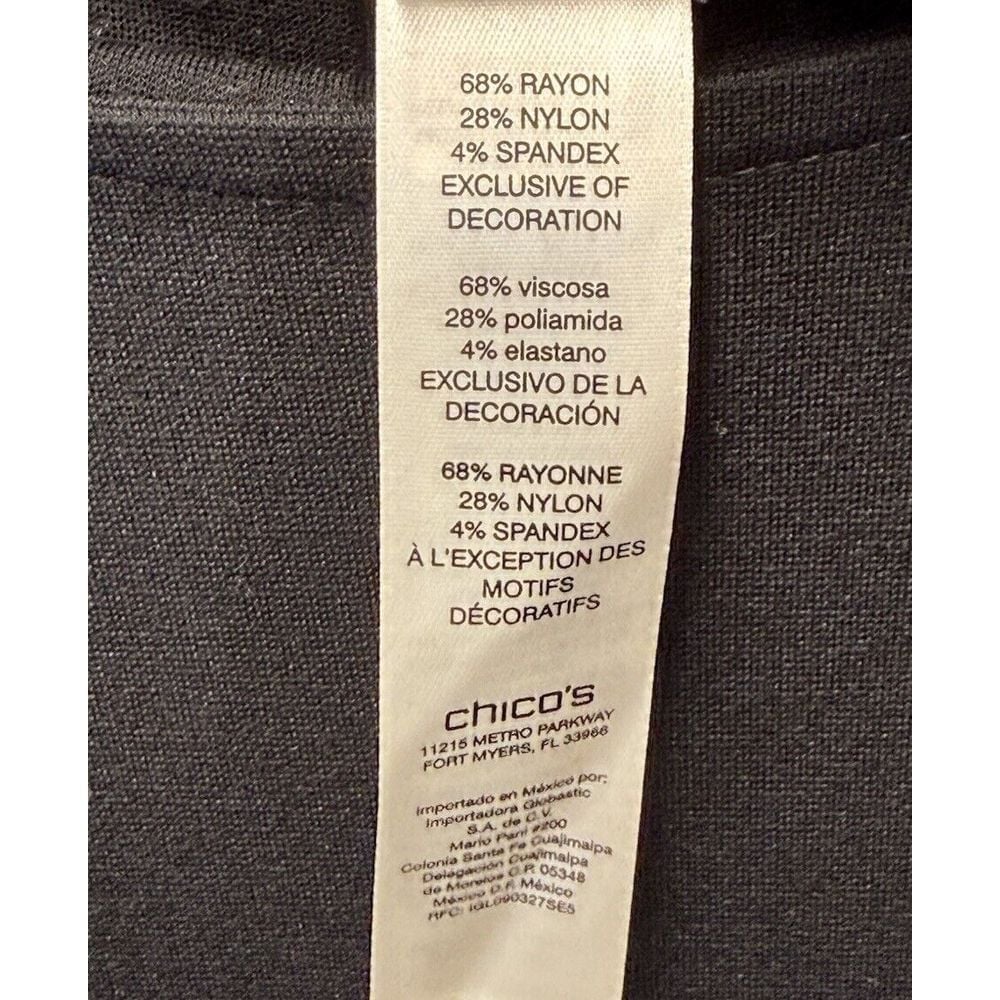 68% RAYON
28% NYLON
4% SPANDEX
EXCLUSIVE OF
DECORATION
68% viscosa
28% poliamida
4% elastano
EXCLUSIVO DE LA
DECORACIÓN
68% RAYONNE
28% NYLON
4% SPANDEX
À L'EXCEPTION DES
MOTIFS
DÉCORATIFS
chico's
11215 METRO PARKWAY
FORT MYERS, FL 33966
Importado en México por:
Importadora Globastic
S.A. de C.V.
Mario Pani #200
Colonia Santa Fe Cuajimalpa
Delegación Cuajimalpa
de Morelos C.P. 05348
México D.F. México
RFC: IGL090327SE5